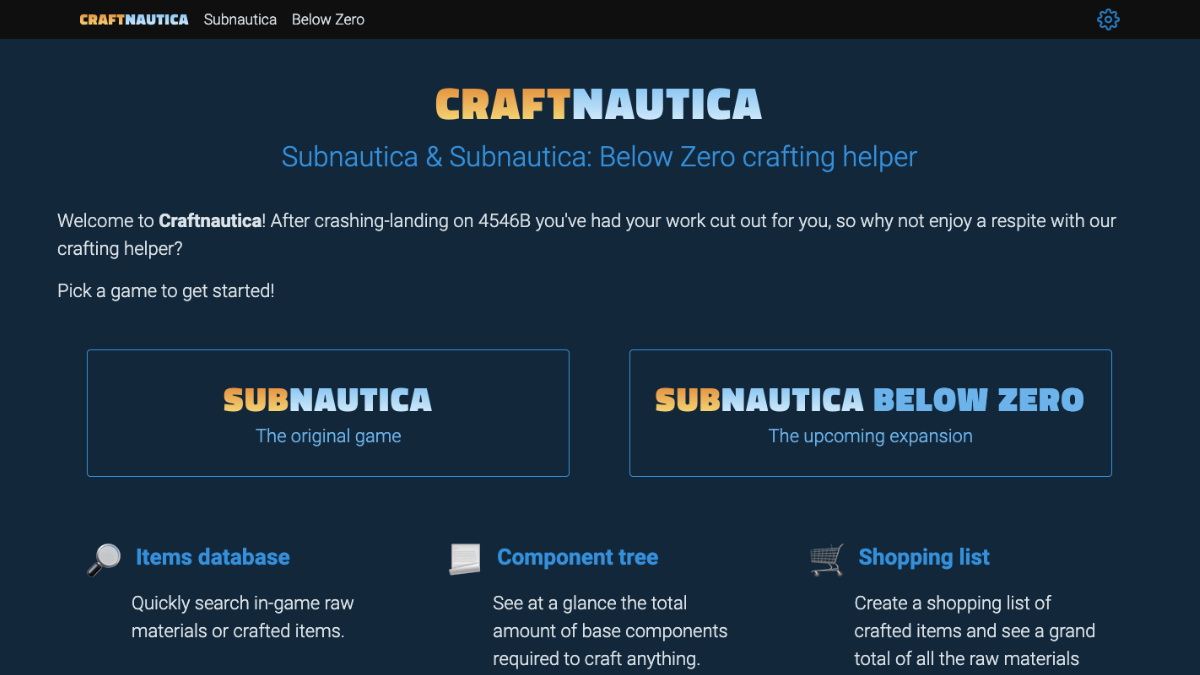 CRAFTNAUTICA Subnautica Below Zero
CRAFTNAUTICA
Subnautica & Subnautica: Below Zero crafting helper
Welcome to Craftnautica! After crashing-landing on 4546B you've had your work cut out for you, so why not enjoy a respite with our
crafting helper?
Pick a game to get started!
SUBNAUTICA
The original game
SUBNAUTICA BELOW ZERO
The upcoming expansion
Items database
Quickly search in-game raw
materials or crafted items.
Component tree
See at a glance the total
amount of base components
required to craft anything.
Shopping list
Create a shopping list of
crafted items and see a grand
total of all the raw materials